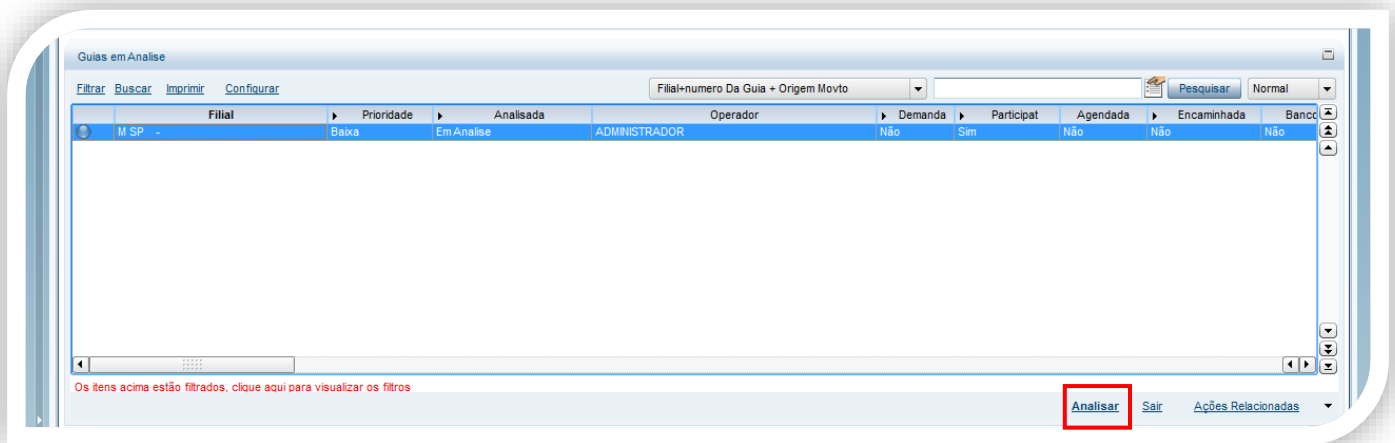 Guias em Analise
Filtrar Buscar Imprimir Configurar Filial+numero Da Guia + Origem Movto Pesquisar Normal
Filial Prioridade Analisada Operador Demanda Participat Agendada Encaminhada
M SP - Baixa Em Analise ADMINISTRADOR Não Sim Não Não Não
Os itens acima estão filtrados, clique aqui para visualizar os filtros
Analisar Sair Ações Relacionadas